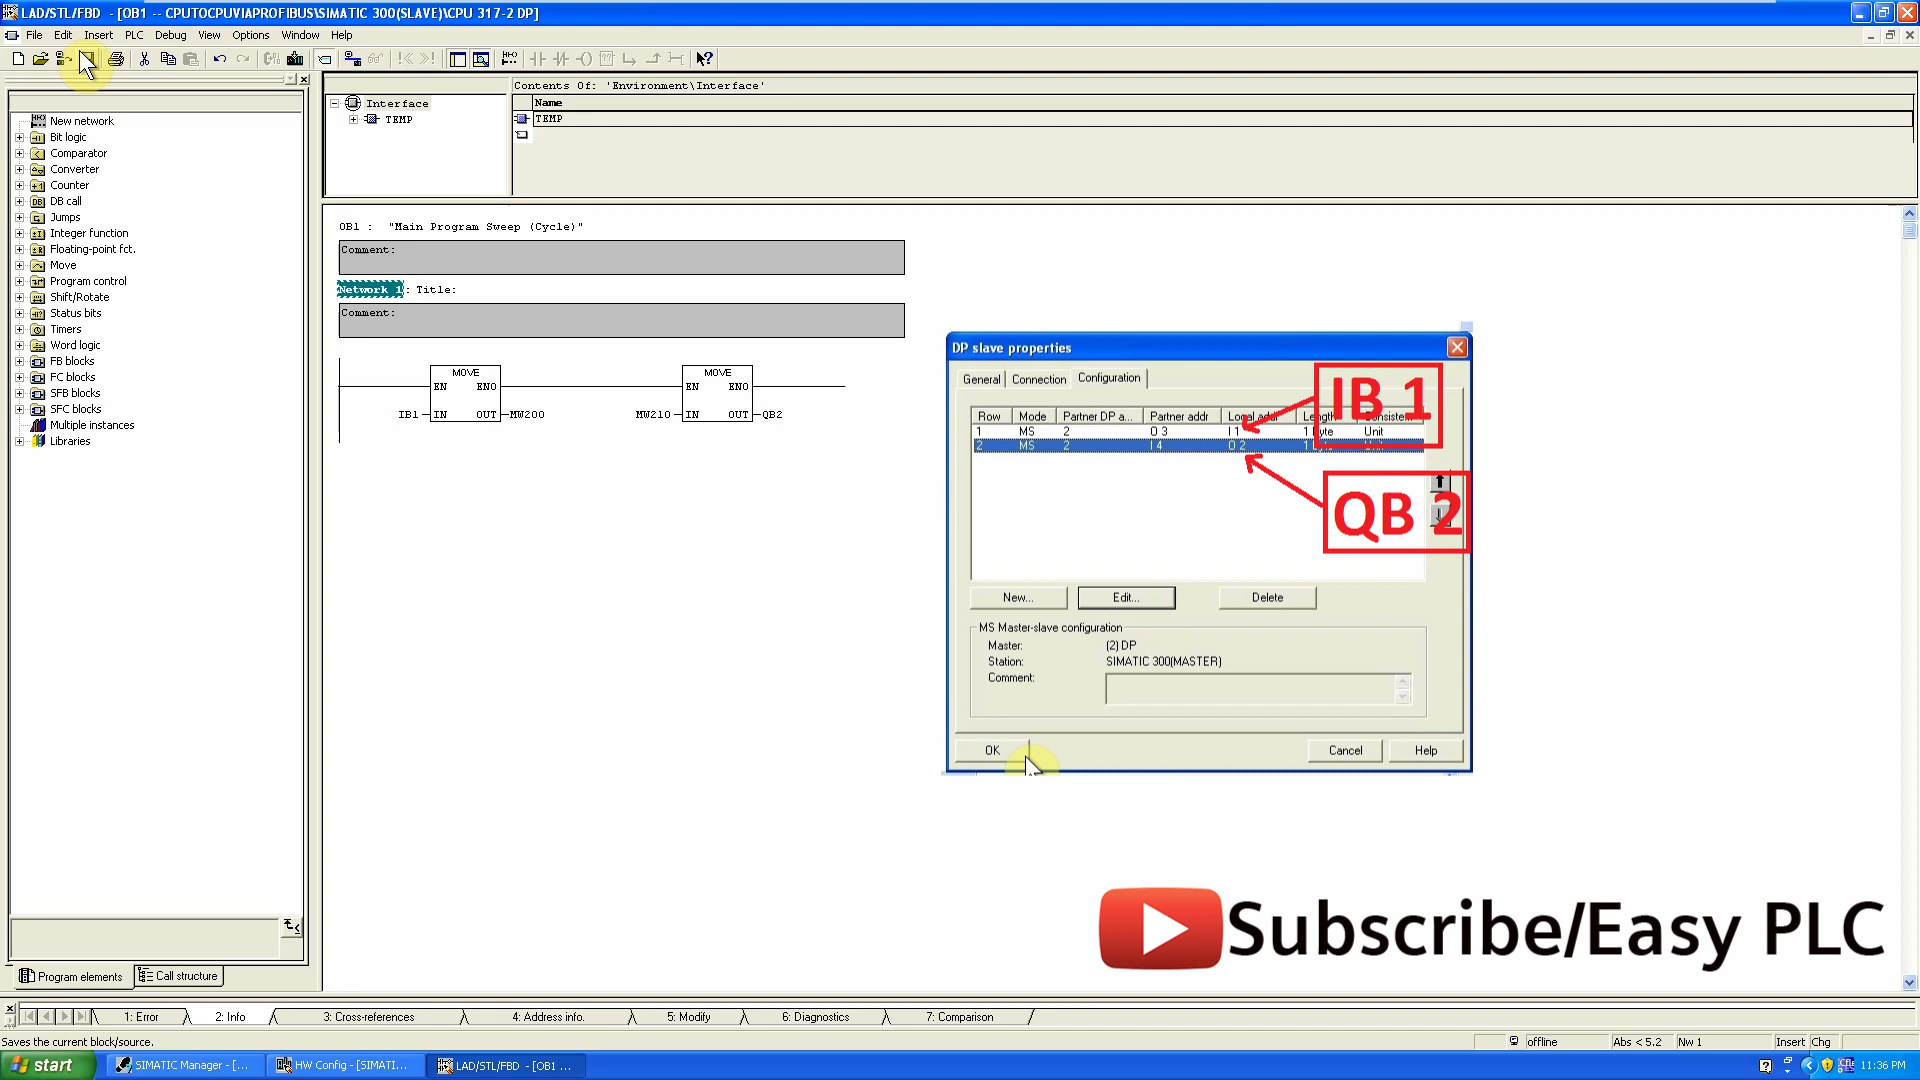 LAD/STL/FBD - [OB1 -- CPUTOCPUVIAPROFIBUS\SIMATIC 300(SLAVE)\CPU 317-2 DP]
File Edit Insert PLC Debug View Options Window Help
Contents Of: 'Environment\Interface'
Interface
TEMP
Name
TEMP
New network
Bit logic
Comparator
Converter
Counter
DB call
Jumps
Integer function
Floating-point fct.
Move
Program control
Shift/Rotate
Status bits
Timers
Word logic
FB blocks
FC blocks
SFB blocks
SFC blocks
Multiple instances
Libraries
Program elements
Call structure
OB1 : "Main Program Sweep (Cycle)"
Comment:
Network 1: Title:
Comment:
MOVE MOVE
EN ENO EN ENO
IB1 IN OUT MW200 MW210 IN OUT QB2
DP slave properties
General Connection Configuration
Row Mode Partner DP a... Partner addr
1 MS 2 O 3 I 1 Unit
2 MS 2 I 4 O 2
IB 1
QB 2
New... Edit... Delete
MS Master-slave configuration
Master: (2) DP
Station: SIMATIC 300(MASTER)
Comment:
OK Cancel Help
Subscribe/Easy PLC
1: Error 2: Info 3: Cross-references 4: Address info. 5: Modify 6: Diagnostics 7: Comparison
Saves the current block/source.
offline Abs < 5.2 Nw 1 Insert Chg
start SIMATIC Manager - [... HW Config - [SIMATI... LAD/STL/FBD - [OB1 ... 11:36 PM